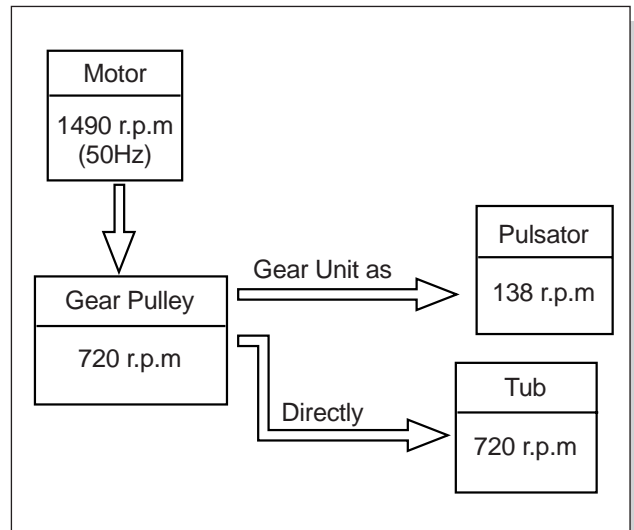 Motor
1490 r.p.m
(50Hz)
Gear Pulley
720 r.p.m
Gear Unit as
Pulsator
138 r.p.m
Directly
Tub
720 r.p.m